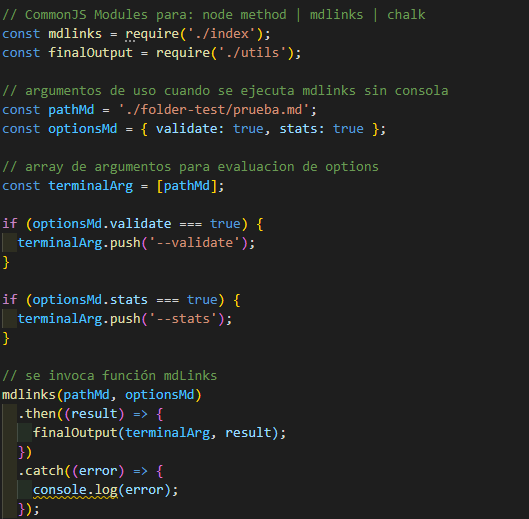 // CommonJS Modules para: node method | mdlinks | chalk
const mdlinks = require('./index');
const finalOutput = require('./utils');

// argumentos de uso cuando se ejecuta mdlinks sin consola
const pathMd = './folder-test/prueba.md';
const optionsMd = { validate: true, stats: true };

// array de argumentos para evaluacion de options
const terminalArg = [pathMd];

if (optionsMd.validate === true) {
  terminalArg.push('--validate');
}

if (optionsMd.stats === true) {
  terminalArg.push('--stats');
}

// se invoca función mdLinks
mdlinks(pathMd, optionsMd)
  .then((result) => {
    finalOutput(terminalArg, result);
  })
  .catch((error) => {
    console.log(error);
  });